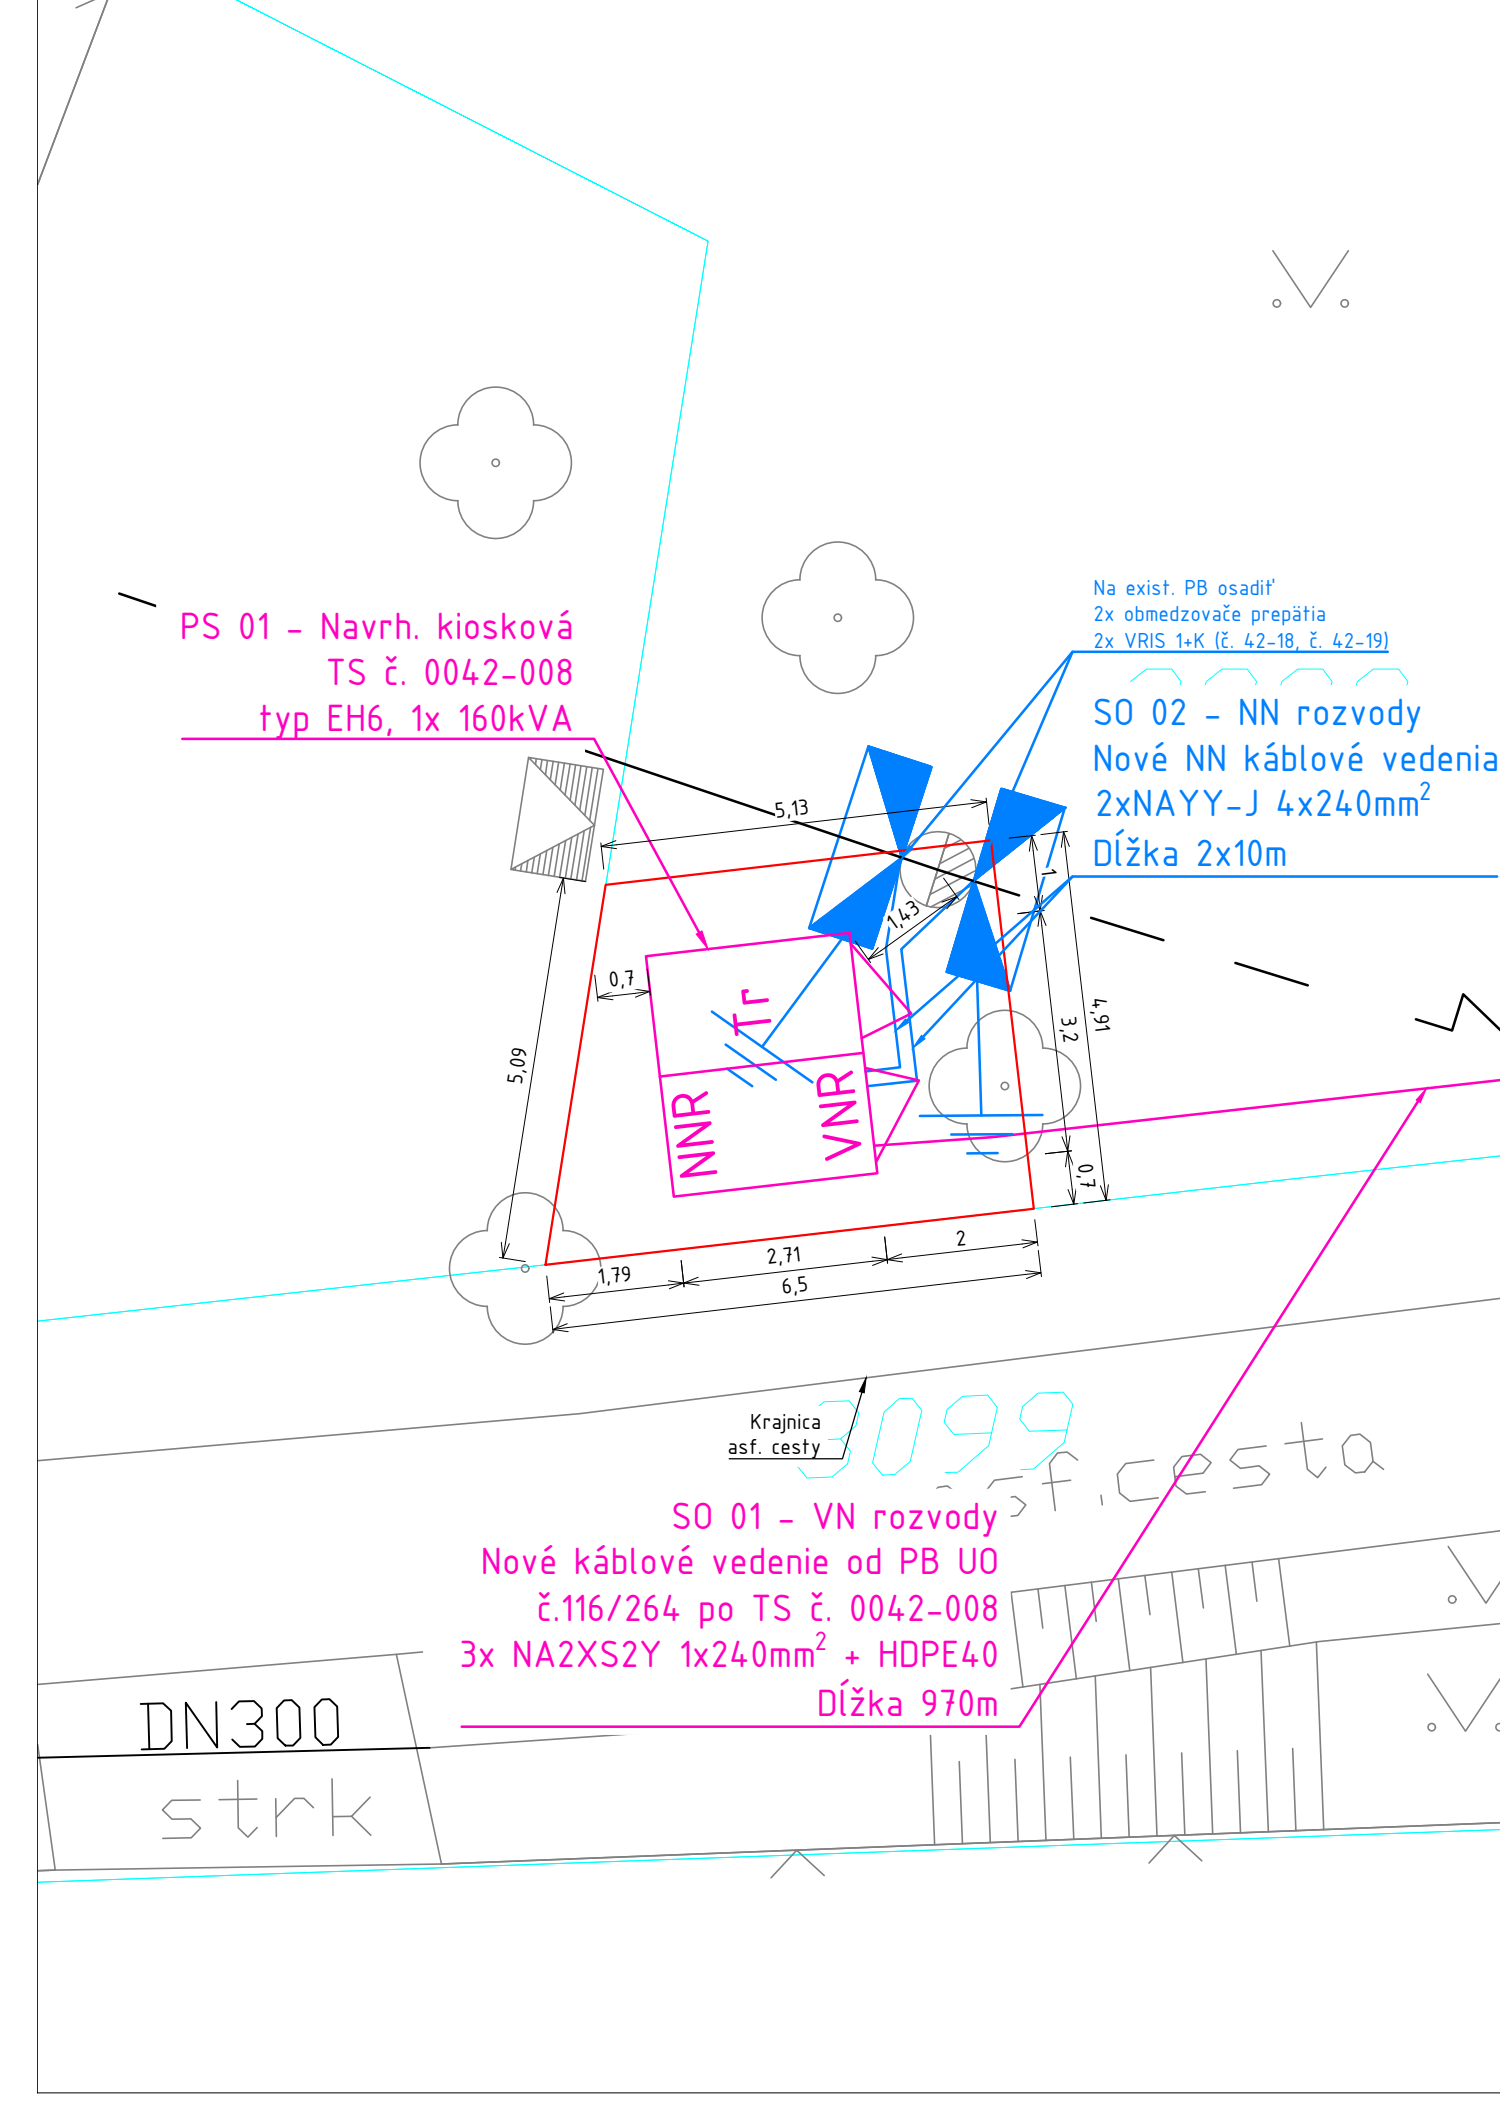 Na exist. PB osadiť
2x obmedzovače prepätia
2x VRIS 1+K (č. 42-18, č. 42-19)
PS 01 - Navrh. kiosková
TS č. 0042-008
typ EH6, 1x 160kVA
SO 02 - NN rozvody
Nové NN káblové vedenia
2xNAYY-J 4x240mm²
Dĺžka 2x10m
5,13
1
1,43
0,7
Tr
4,91
3,2
5,09
NNR
VNR
0,7
2
2,71
1,79
6,5
Krajnica
asf. cesty
3099
sf.cesta
SO 01 - VN rozvody
Nové káblové vedenie od PB UO
č.116/264 po TS č. 0042-008
3x NA2XS2Y 1x240mm² + HDPE40
Dĺžka 970m
DN300
štrk